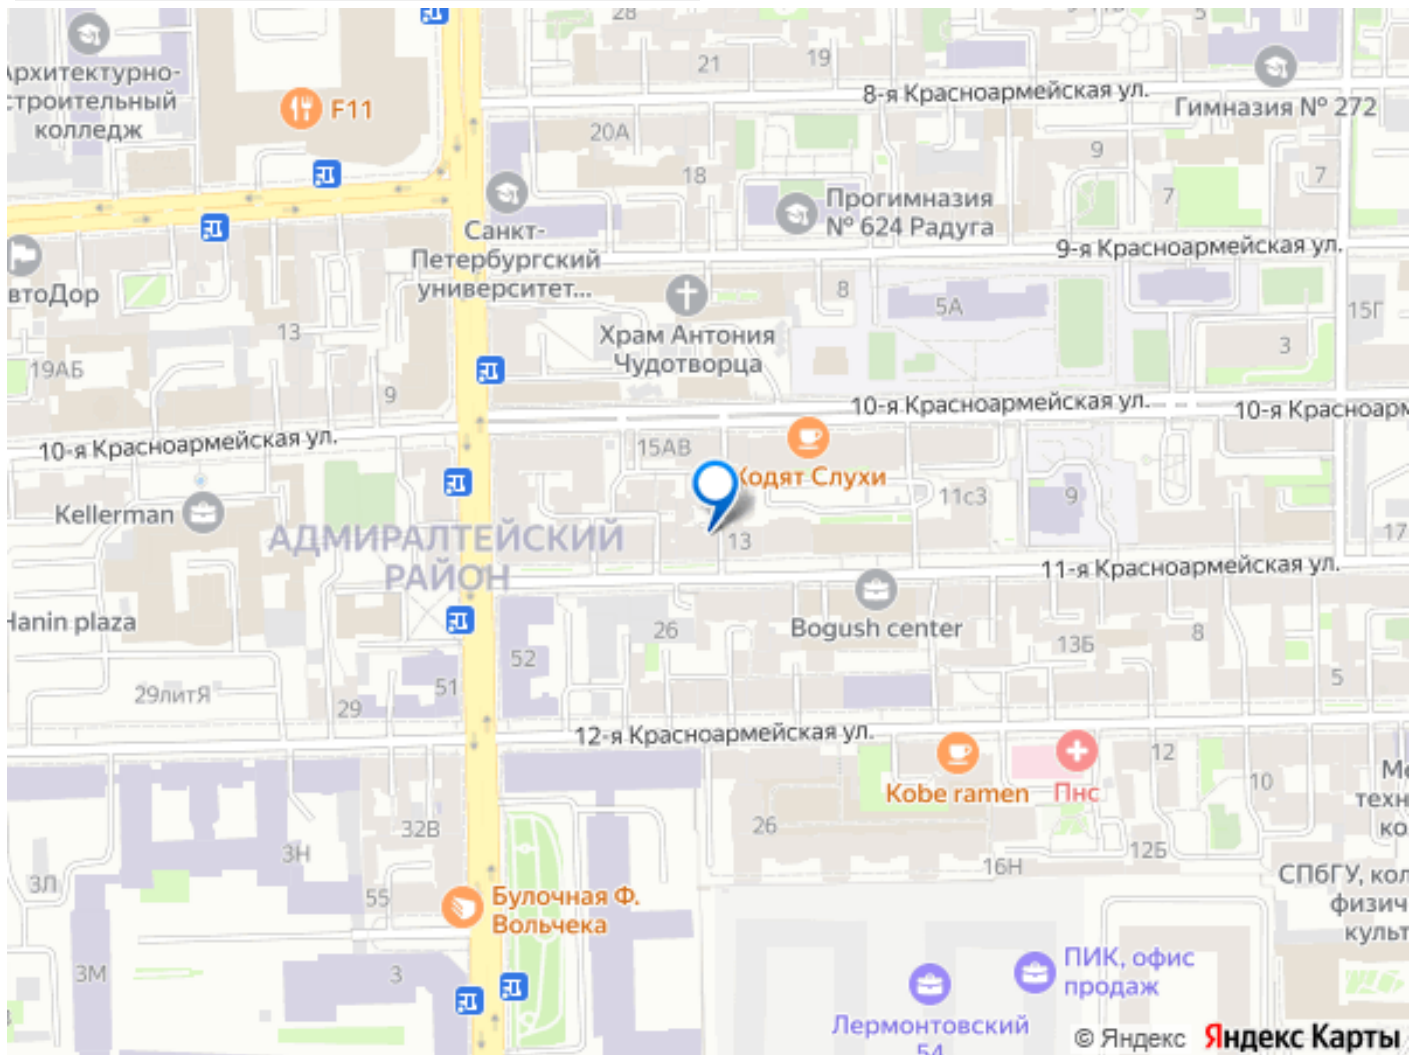 28
5
21
19
Архитектурно-
строительный
колледж
F11
8-я Красноармейская ул.
Гимназия № 272
20А
18
9
7
7
Прогимназия
№ 624 Радуга
Санкт-
Петербургский
университет...
9-я Красноармейская ул.
втоДор
8
5А
15Г
13
Храм Антония
Чудотворца
3
19АБ
9
10-я Красноармейская ул.
10-я Красноарм
10-я Красноармейская ул.
15АВ
Ходят Слухи
11с3
9
Kellerman
АДМИРАЛТЕЙСКИЙ
РАЙОН
13
17
11-я Красноармейская ул.
Hanin plaza
26
Bogush center
13Б
8
52
51
29литЯ
29
5
12-я Красноармейская ул.
12
10
Kobe ramen
Пнс
техн
ко
32В
26
3Н
12Б
16Н
3Л
55
Булочная Ф.
Вольчека
СПбГУ, кол
физич
культ
3М
3
ПИК, офис
продаж
Лермонтовский
54
© Яндекс Яндекс Карты